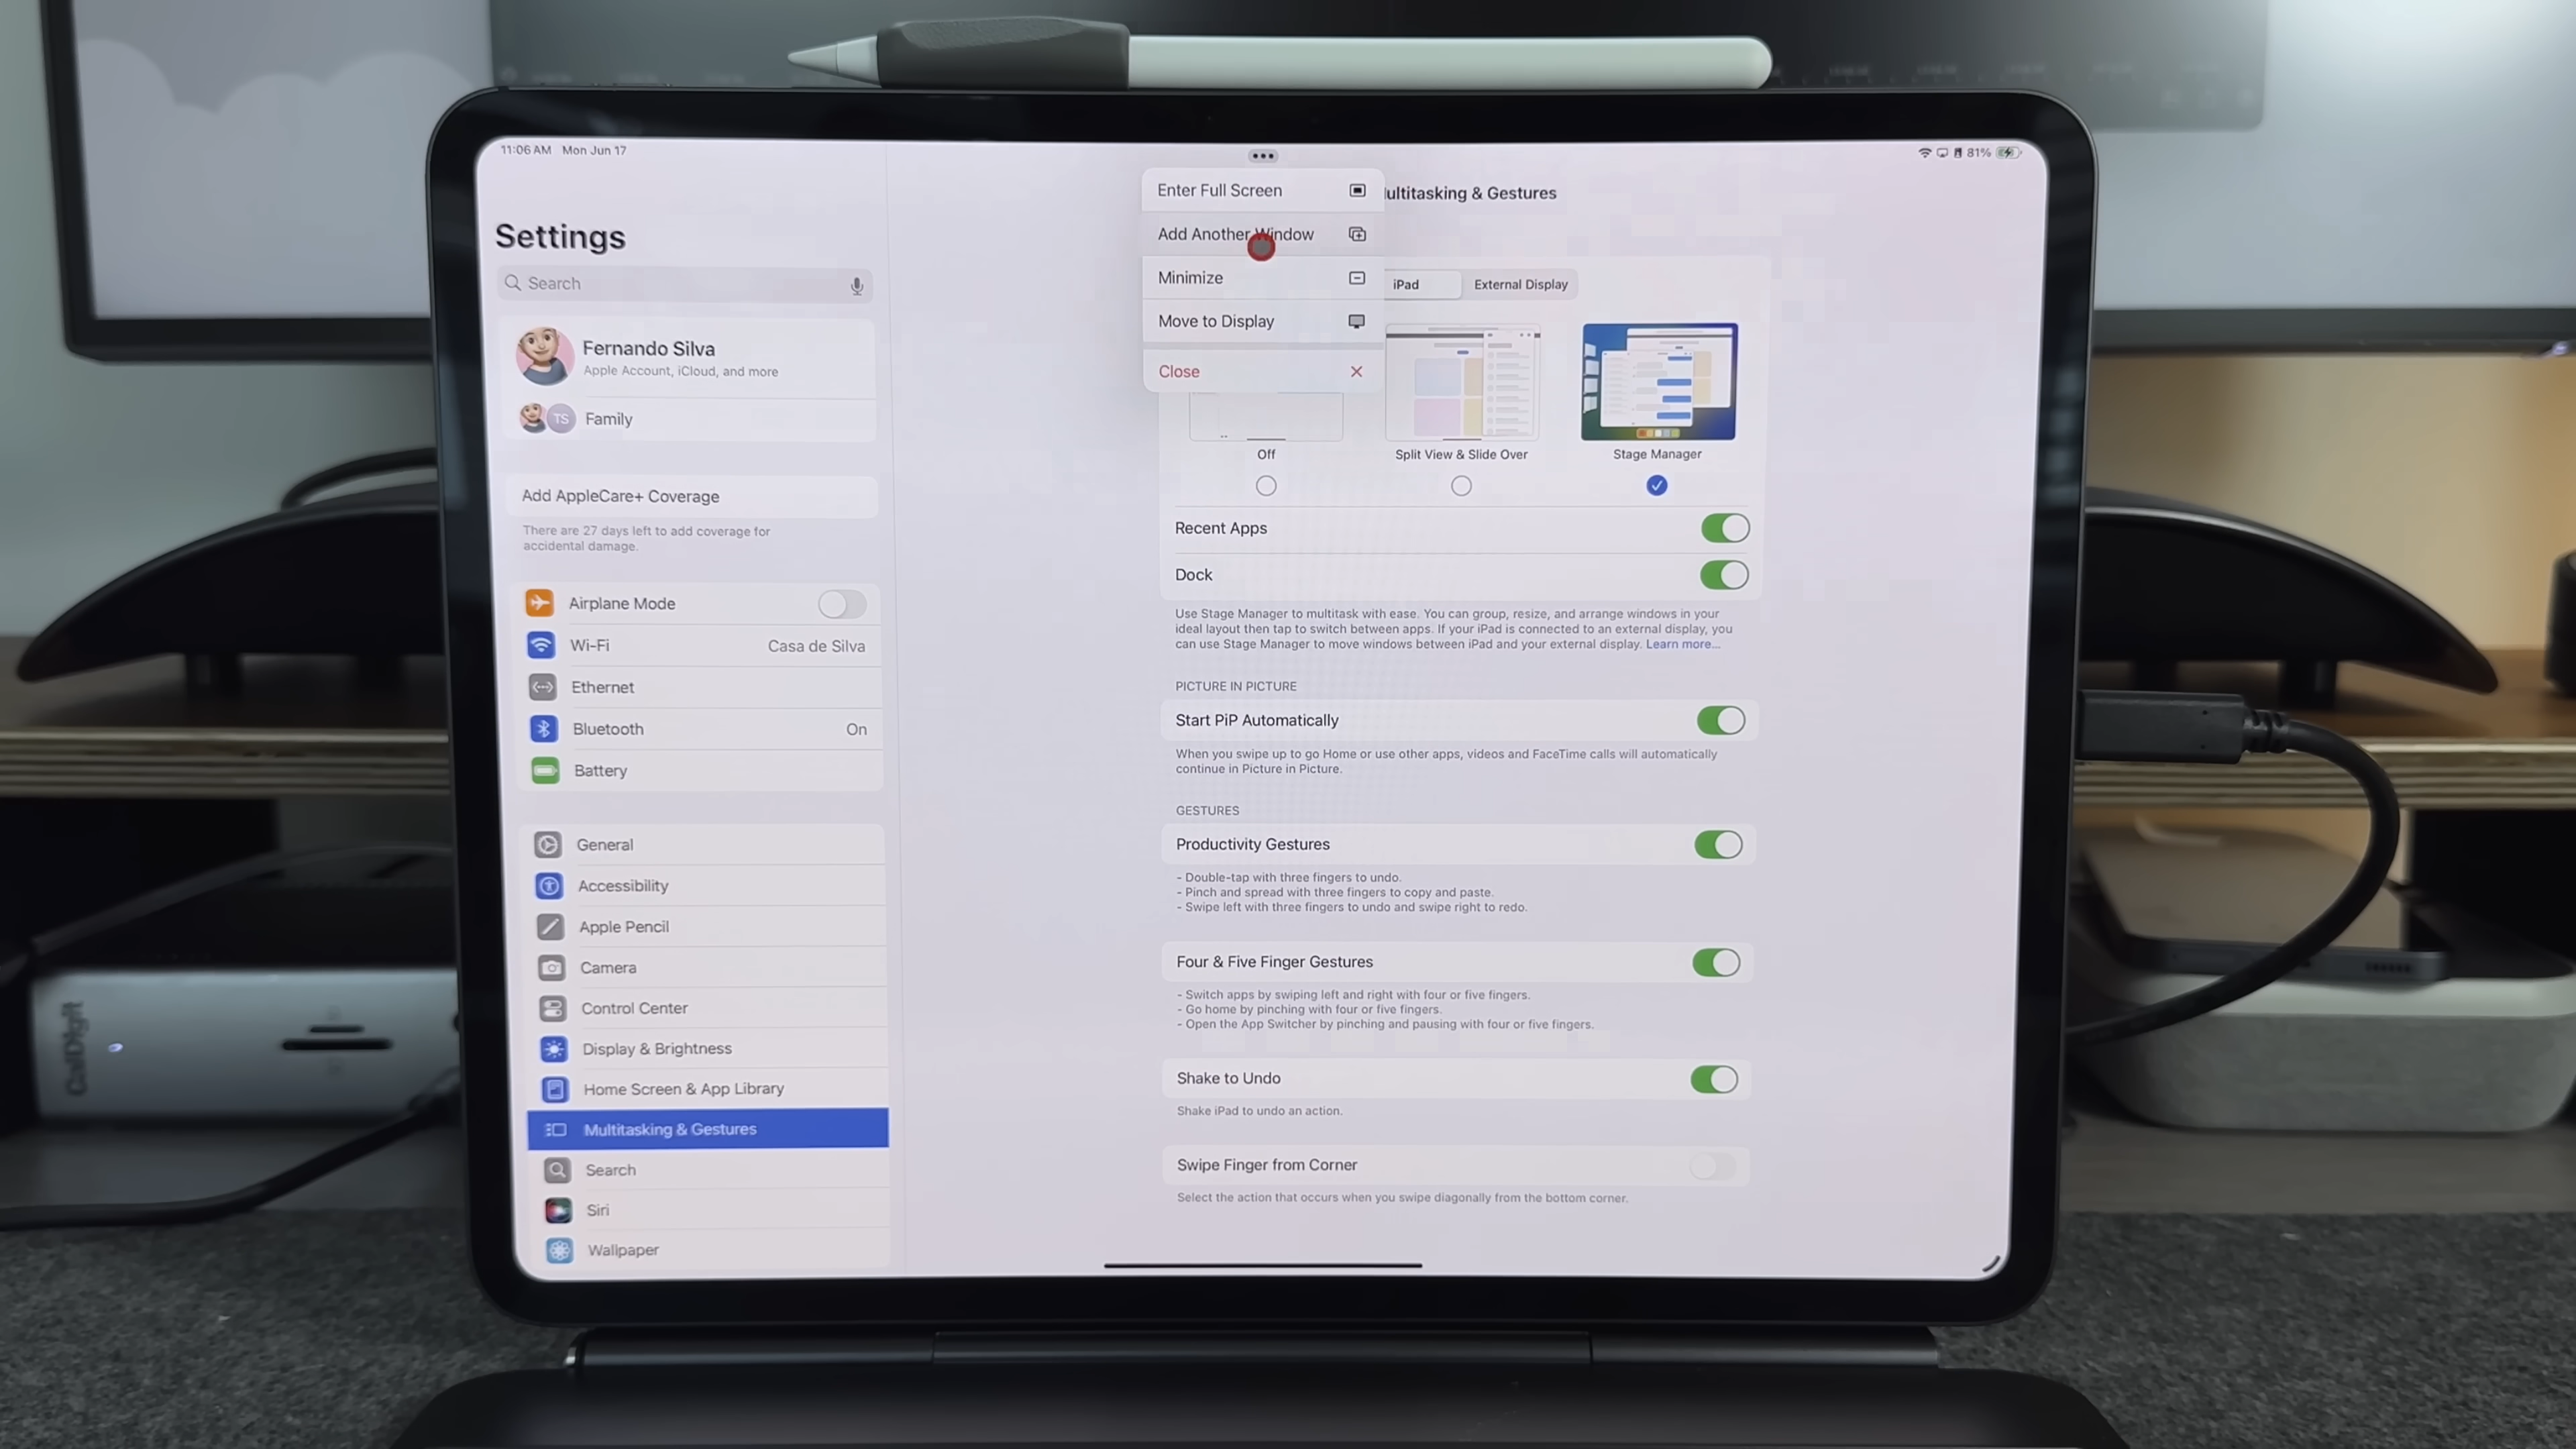 11:06 AM Mon Jun 17
81%
Settings
Search
Fernando Silva
Apple Account, iCloud, and more
TS
Family
Add AppleCare+ Coverage
There are 27 days left to add coverage for
accidental damage.
Airplane Mode
Wi-Fi
Casa de Silva
Ethernet
Bluetooth
On
Battery
General
Accessibility
Apple Pencil
Camera
Control Center
Display & Brightness
Home Screen & App Library
Multitasking & Gestures
Search
Siri
Wallpaper
Enter Full Screen
Add Another Window
Minimize
Move to Display
Close
ultitasking & Gestures
iPad
External Display
Off
Split View & Slide Over
Stage Manager
Recent Apps
Dock
Use Stage Manager to multitask with ease. You can group, resize, and arrange windows in your
ideal layout then tap to switch between apps. If your iPad is connected to an external display, you
can use Stage Manager to move windows between iPad and your external display. Learn more...
PICTURE IN PICTURE
Start PiP Automatically
When you swipe up to go Home or use other apps, videos and FaceTime calls will automatically
continue in Picture in Picture.
GESTURES
Productivity Gestures
- Double-tap with three fingers to undo.
- Pinch and spread with three fingers to copy and paste.
- Swipe left with three fingers to undo and swipe right to redo.
Four & Five Finger Gestures
- Switch apps by swiping left and right with four or five fingers.
- Go home by pinching with four or five fingers.
- Open the App Switcher by pinching and pausing with four or five fingers.
Shake to Undo
Shake iPad to undo an action.
Swipe Finger from Corner
Select the action that occurs when you swipe diagonally from the bottom corner.
CalDigit